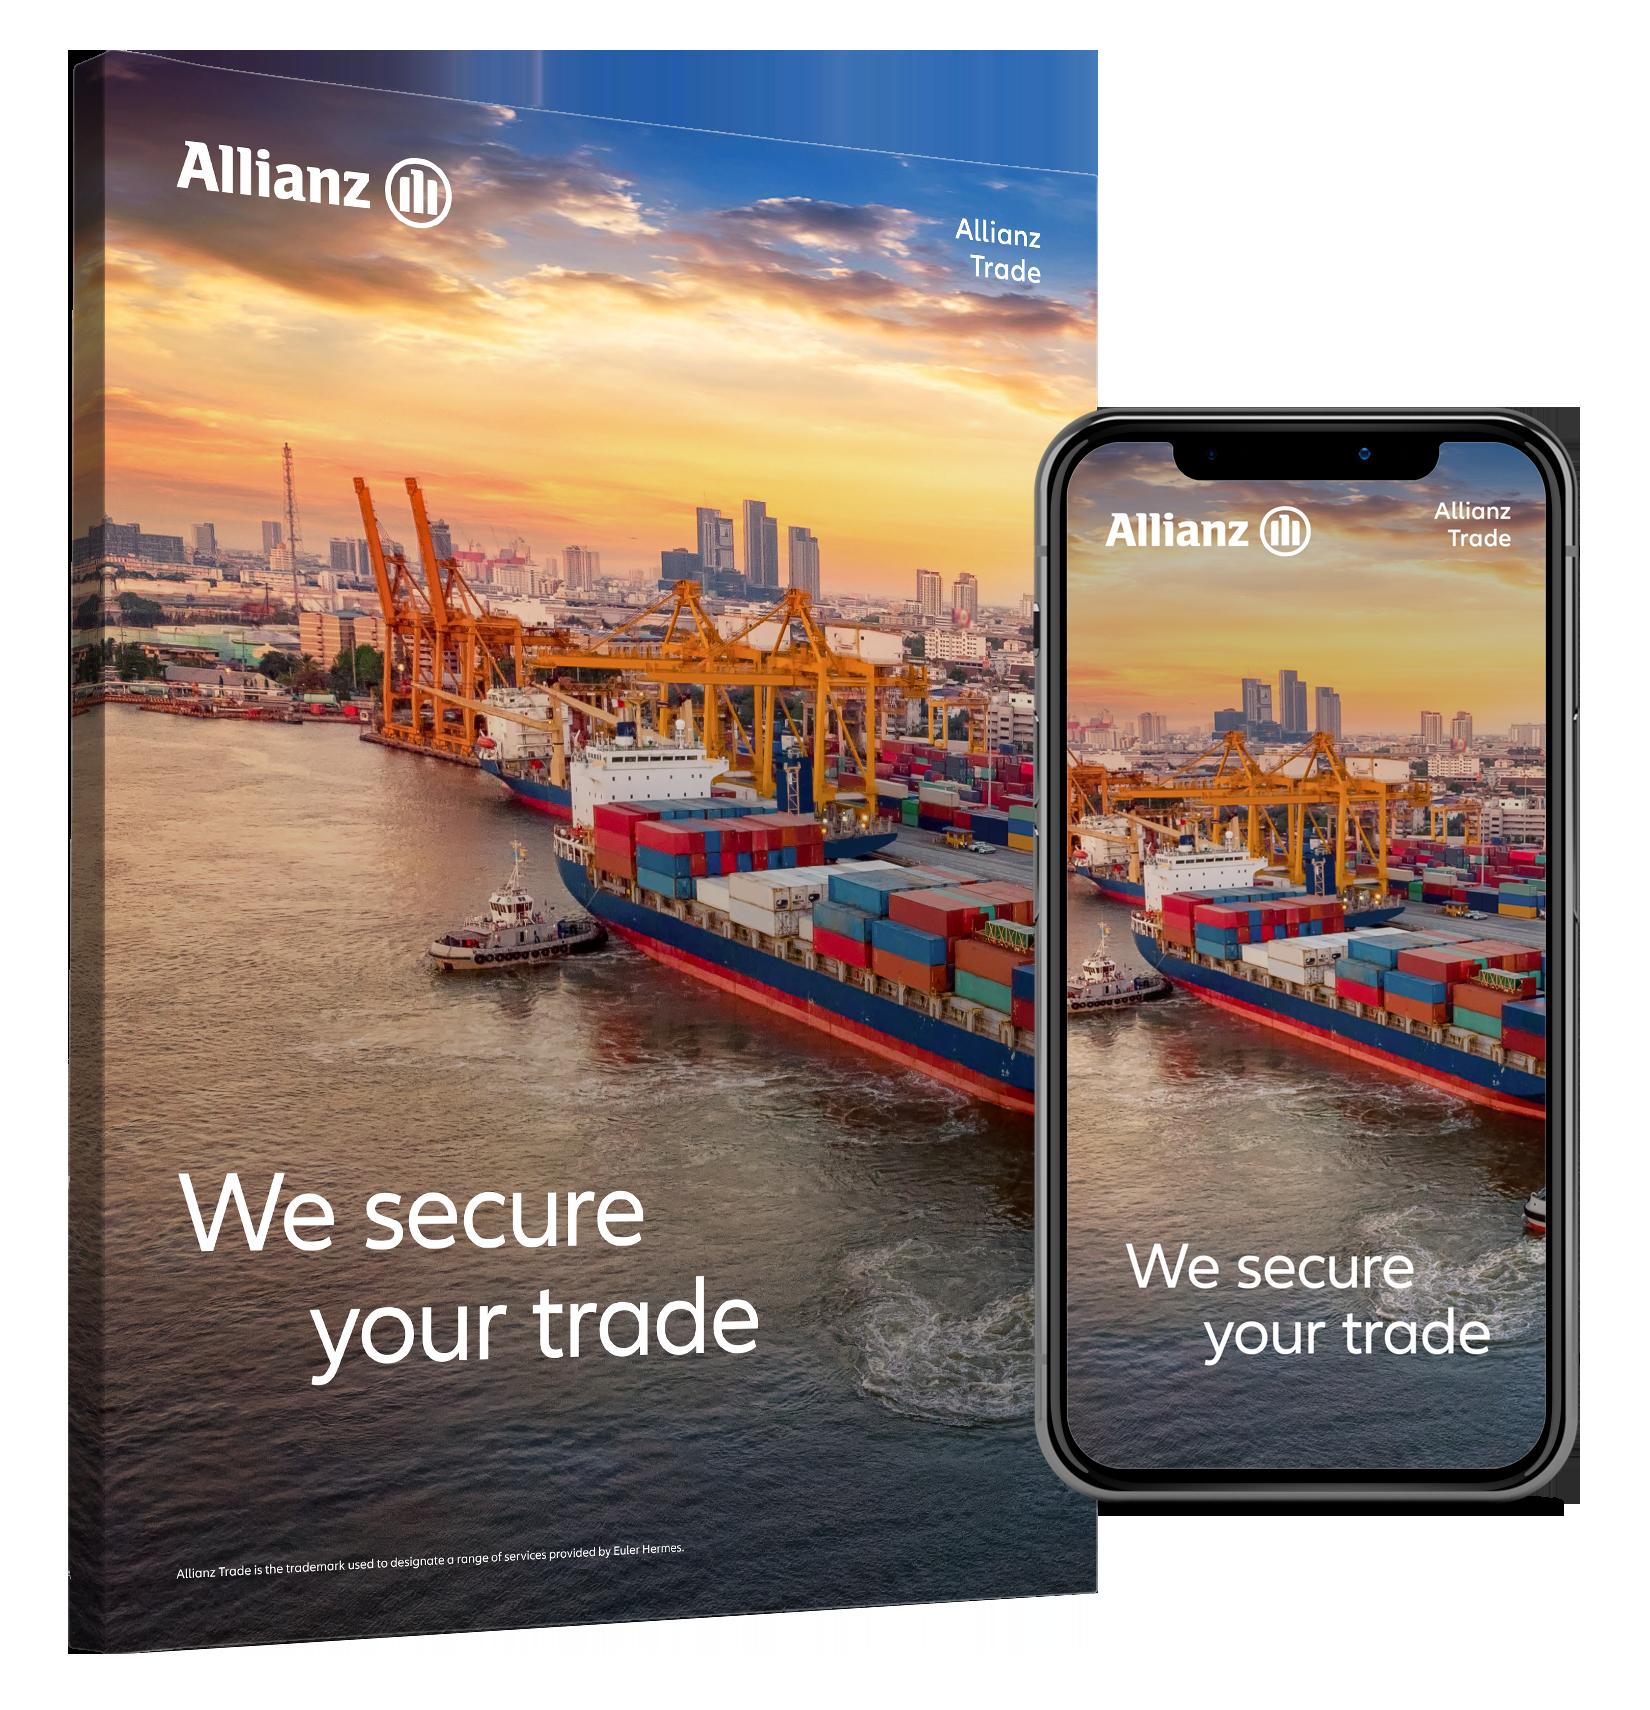 Allianz
Allianz
Trade
We secure
your trade
Allianz Trade is the trademark used to designate a range of services provided by Euler Hermes.
Allianz
Allianz
Trade
We secure
your trade